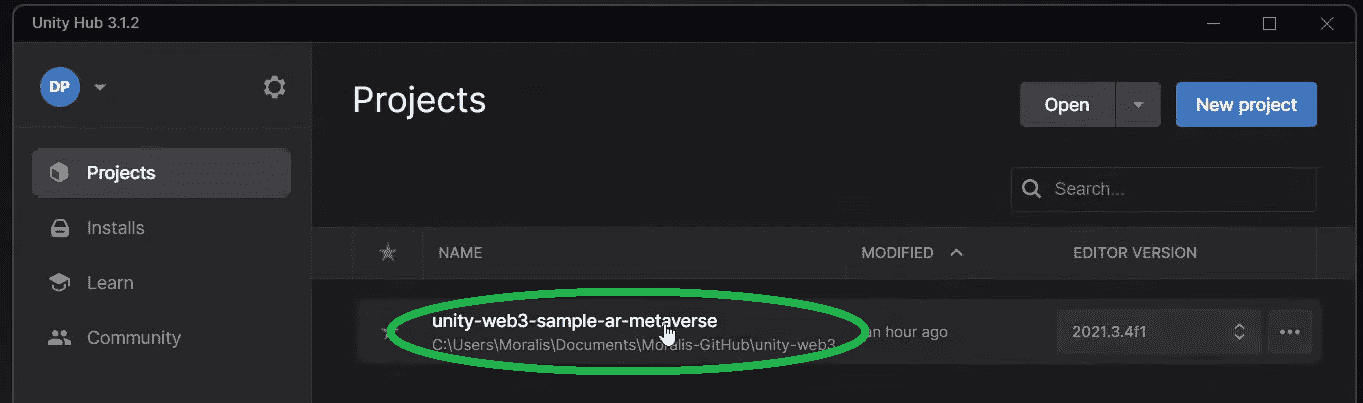 Unity Hub 3.1.2
DP
Projects
Open
New project
Projects
Installs
Learn
Community
Search...
NAME
MODIFIED
EDITOR VERSION
unity-web3-sample-ar-metaverse
C:\Users\Moralis\Documents\Moralis-GitHub\unity-web3
an hour ago
2021.3.4f1